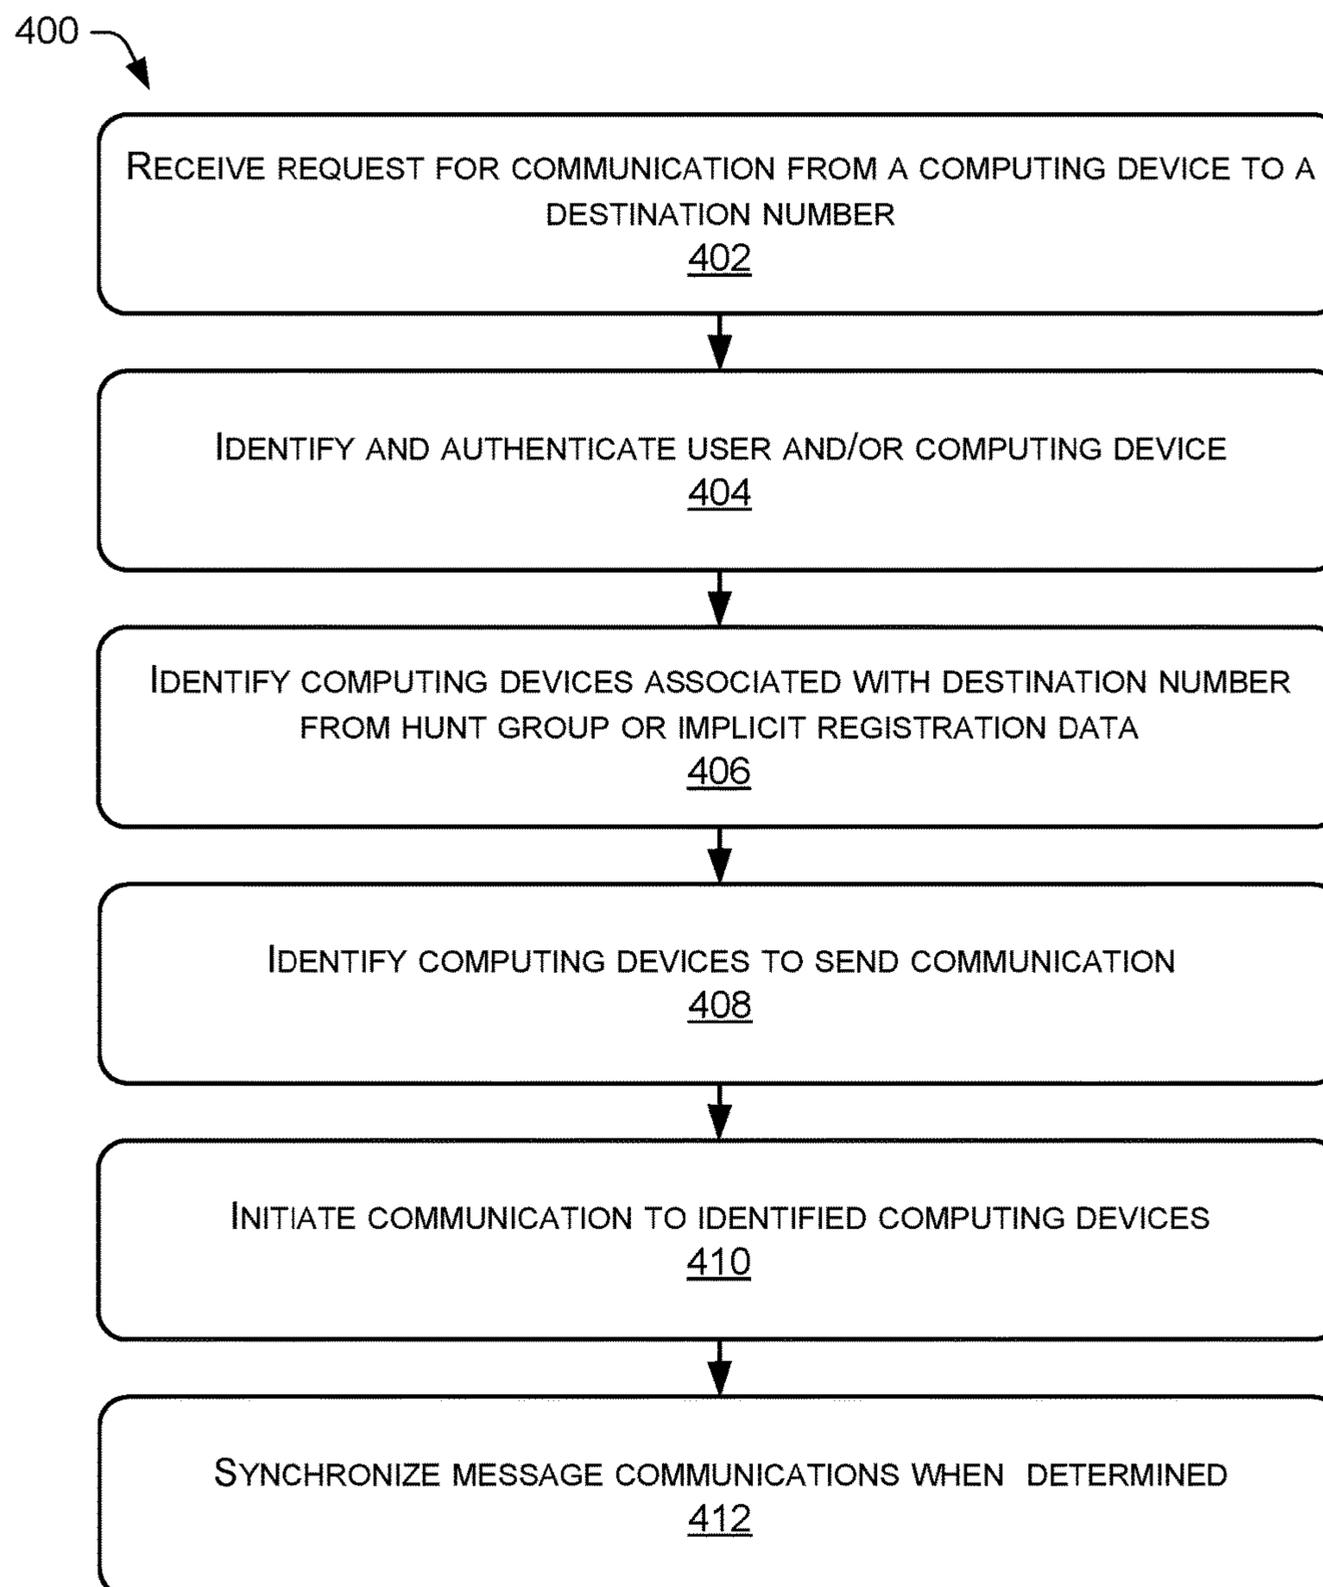 400
RECEIVE REQUEST FOR COMMUNICATION FROM A COMPUTING DEVICE TO A
DESTINATION NUMBER
402
IDENTIFY AND AUTHENTICATE USER AND/OR COMPUTING DEVICE
404
IDENTIFY COMPUTING DEVICES ASSOCIATED WITH DESTINATION NUMBER
FROM HUNT GROUP OR IMPLICIT REGISTRATION DATA
406
IDENTIFY COMPUTING DEVICES TO SEND COMMUNICATION
408
INITIATE COMMUNICATION TO IDENTIFIED COMPUTING DEVICES
410
SYNCHRONIZE MESSAGE COMMUNICATIONS WHEN DETERMINED
412